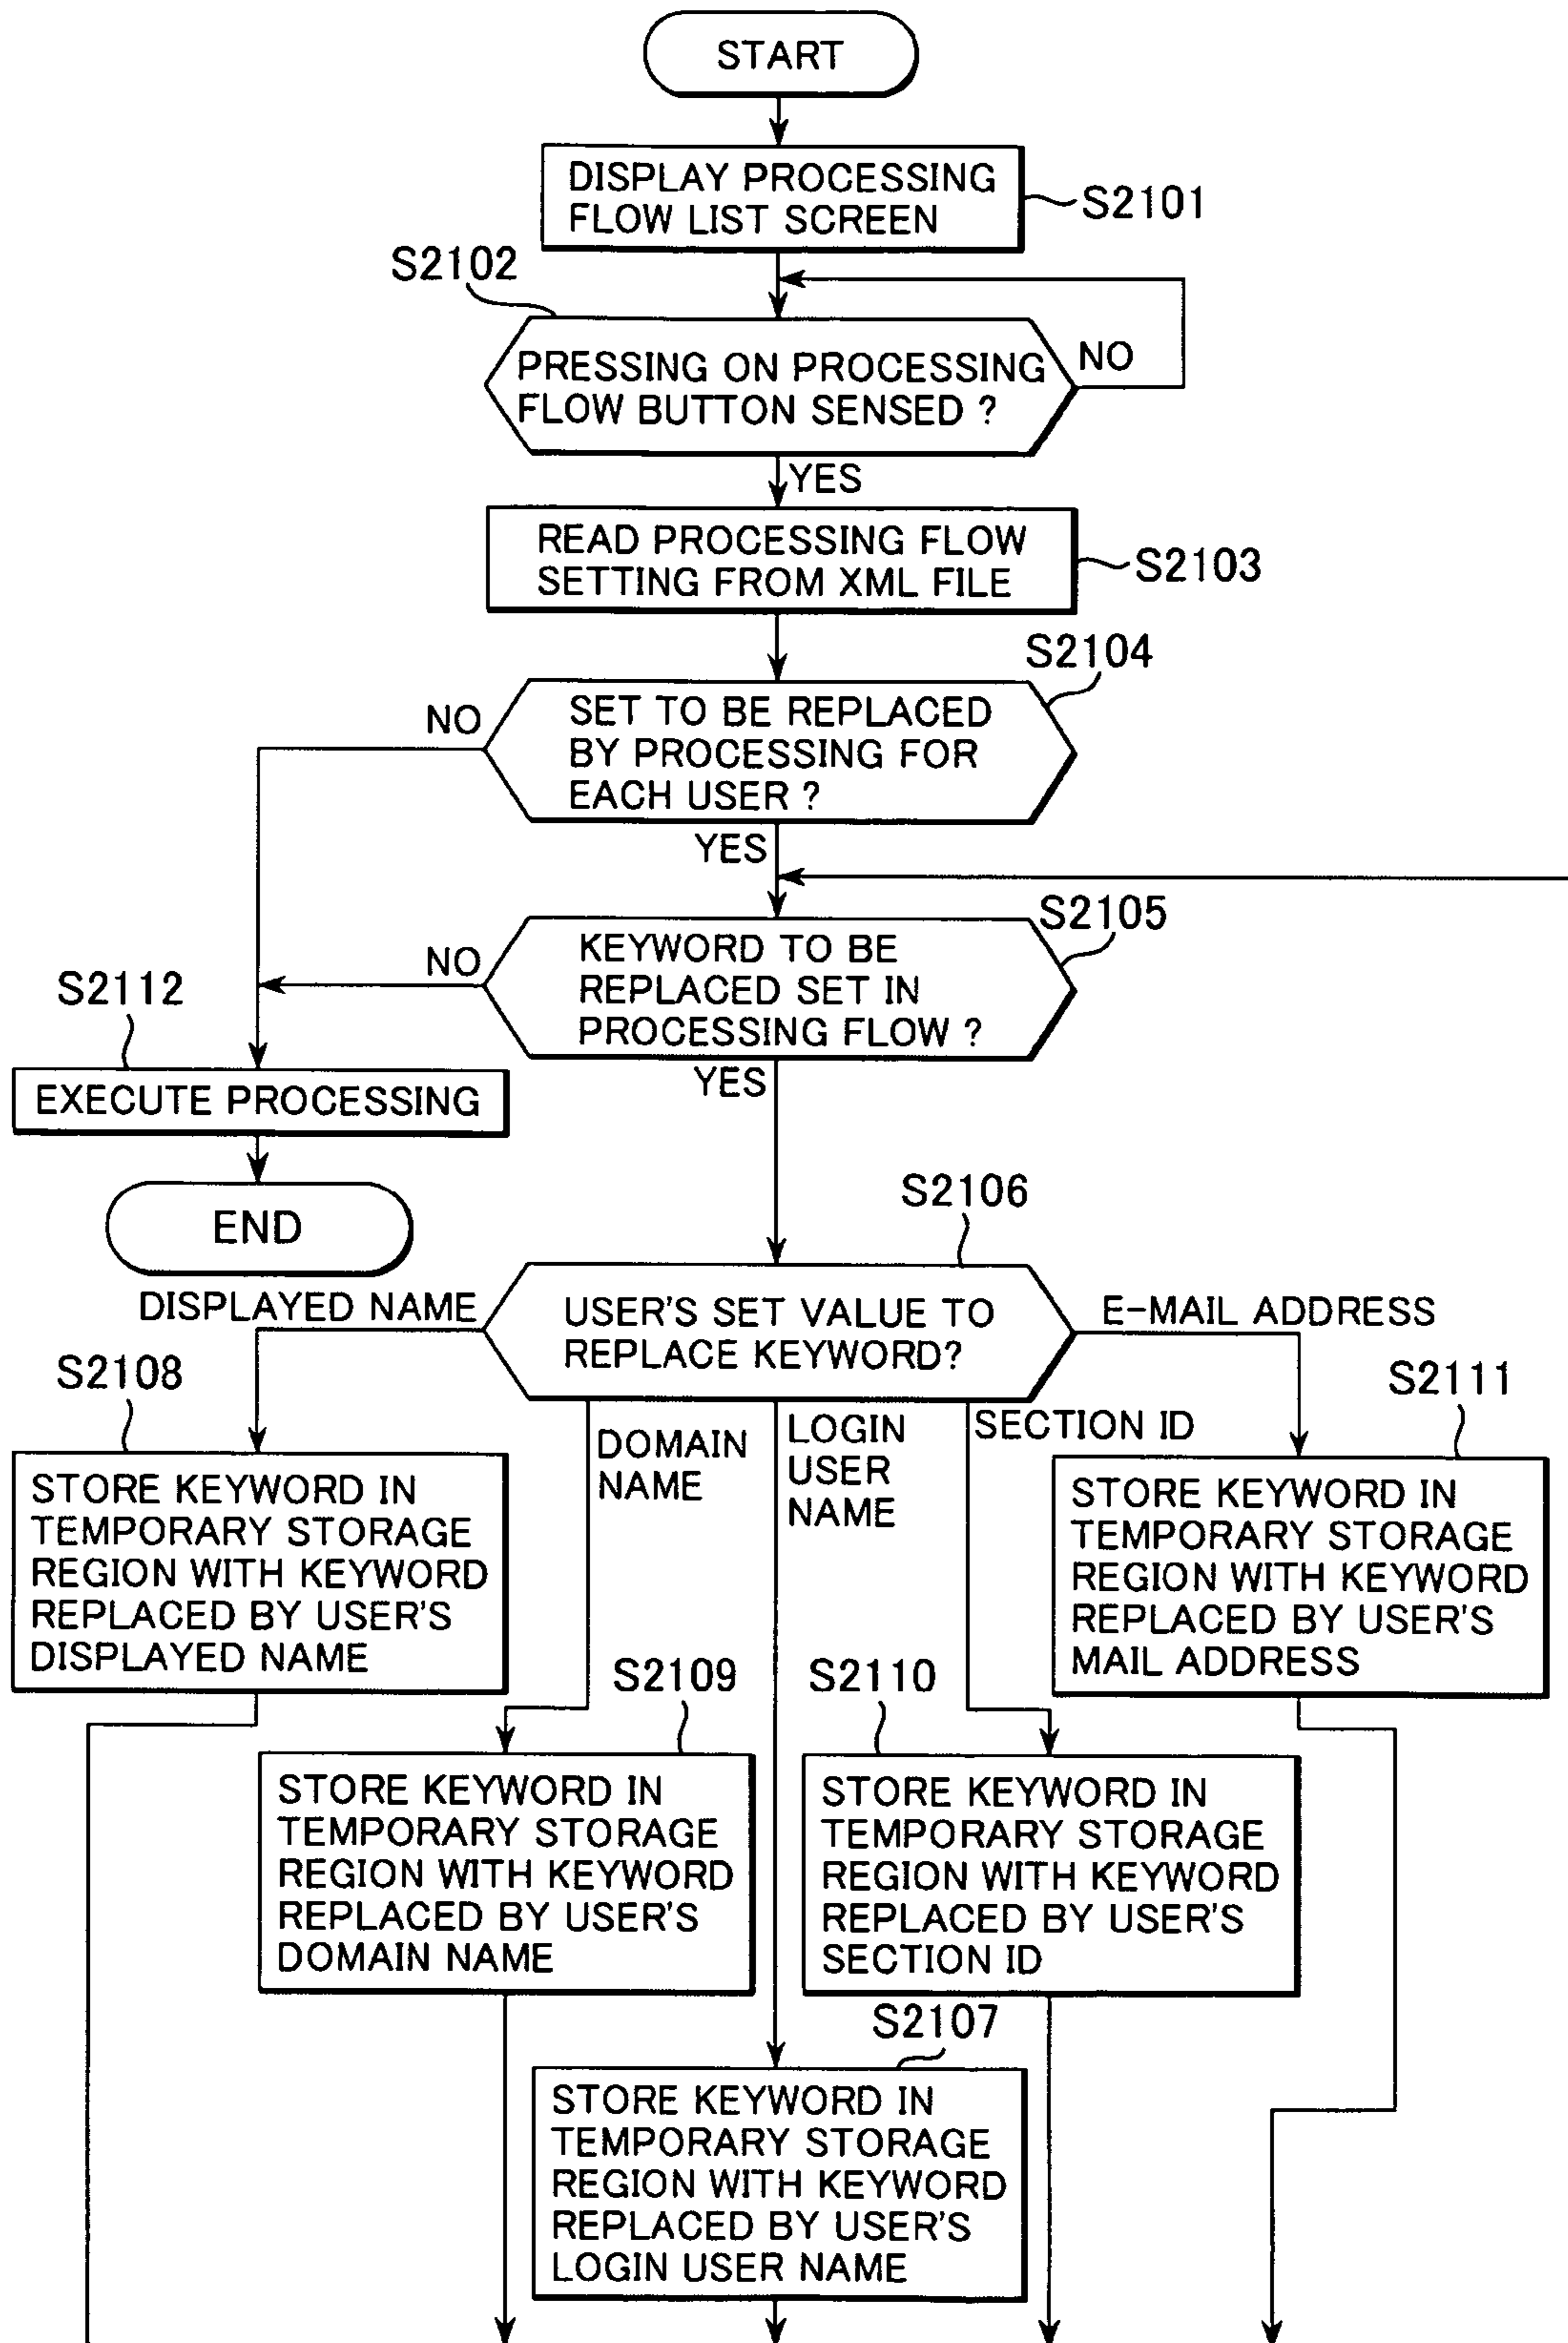 START
DISPLAY PROCESSING
FLOW LIST SCREEN
S2101
S2102
PRESSING ON PROCESSING
FLOW BUTTON SENSED ?
NO
YES
READ PROCESSING FLOW
SETTING FROM XML FILE
S2103
S2104
NO
SET TO BE REPLACED
BY PROCESSING FOR
EACH USER ?
YES
S2105
NO
KEYWORD TO BE
REPLACED SET IN
PROCESSING FLOW ?
YES
S2112
EXECUTE PROCESSING
END
S2106
USER'S SET VALUE TO
REPLACE KEYWORD?
DISPLAYED NAME
E-MAIL ADDRESS
DOMAIN
NAME
LOGIN
USER
NAME
SECTION ID
S2108
STORE KEYWORD IN
TEMPORARY STORAGE
REGION WITH KEYWORD
REPLACED BY USER'S
DISPLAYED NAME
S2111
STORE KEYWORD IN
TEMPORARY STORAGE
REGION WITH KEYWORD
REPLACED BY USER'S
MAIL ADDRESS
S2109
STORE KEYWORD IN
TEMPORARY STORAGE
REGION WITH KEYWORD
REPLACED BY USER'S
DOMAIN NAME
S2110
STORE KEYWORD IN
TEMPORARY STORAGE
REGION WITH KEYWORD
REPLACED BY USER'S
SECTION ID
S2107
STORE KEYWORD IN
TEMPORARY STORAGE
REGION WITH KEYWORD
REPLACED BY USER'S
LOGIN USER NAME